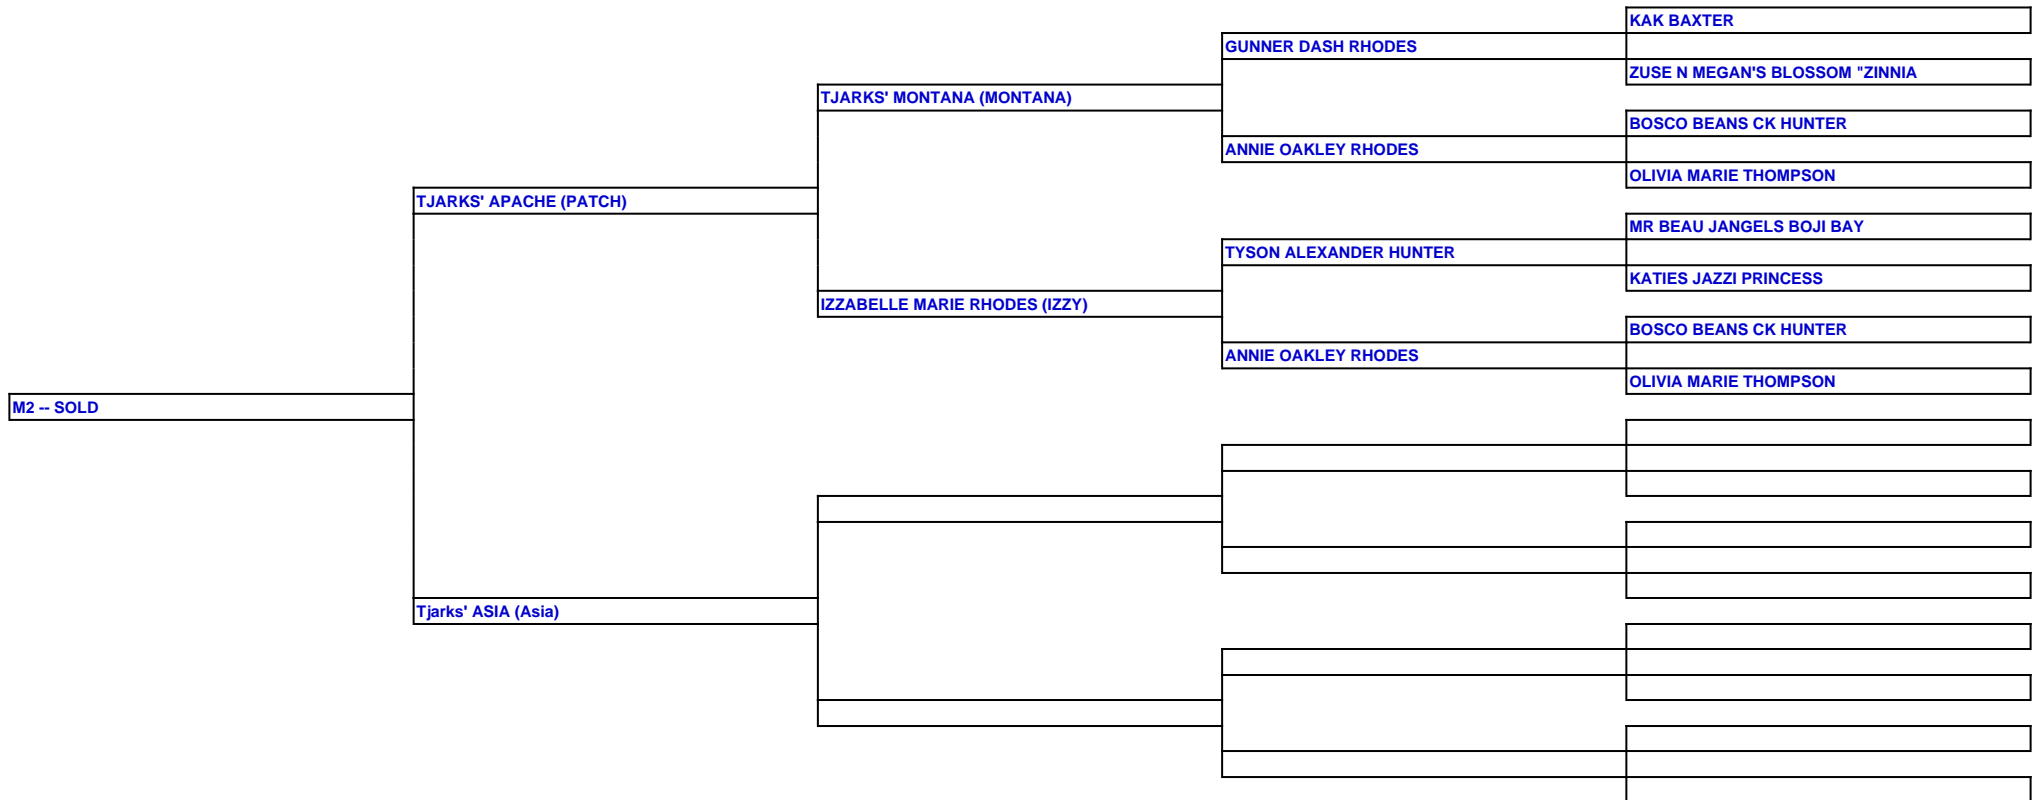 KAK BAXTER
GUNNER DASH RHODES
ZUSE N MEGAN'S BLOSSOM "ZINNIA
TJARKS' MONTANA (MONTANA)
BOSCO BEANS CK HUNTER
ANNIE OAKLEY RHODES
OLIVIA MARIE THOMPSON
TJARKS' APACHE (PATCH)
MR BEAU JANGELS BOJI BAY
TYSON ALEXANDER HUNTER
KATIES JAZZI PRINCESS
IZZABELLE MARIE RHODES (IZZY)
BOSCO BEANS CK HUNTER
ANNIE OAKLEY RHODES
OLIVIA MARIE THOMPSON
M2 -- SOLD
Tjarks' ASIA (Asia)